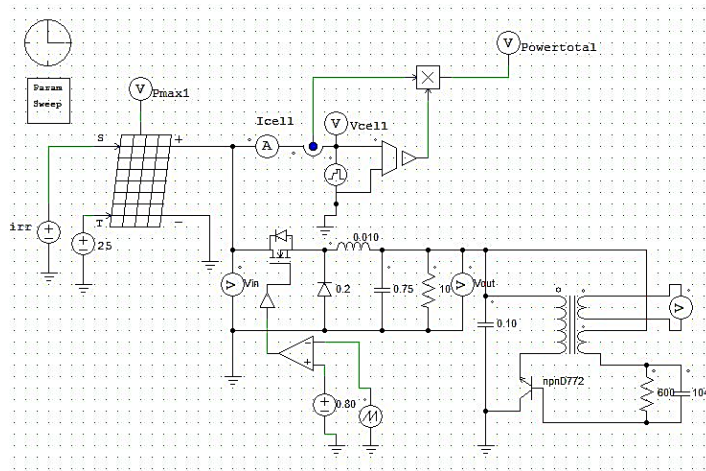 V
Powertotal
Param
Sweep
V
Pmax1
Icell
A
V
Vcell
S
+
irr
T
−
25
0.010
V
Vin
0.2
0.75
10
V
Vout
V
0.10
npnD772
0.80
600